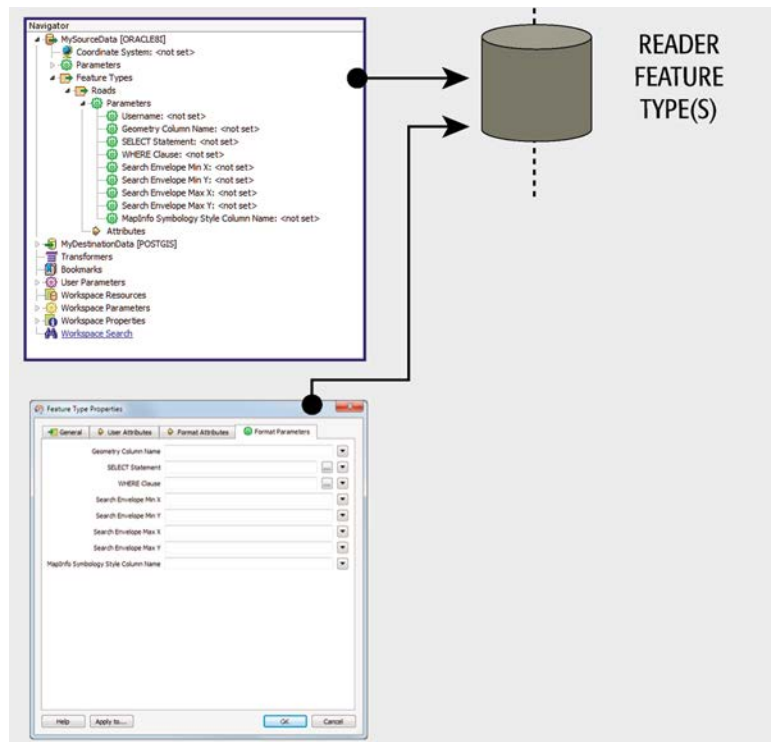 Navigator
MySourceData [ORACLE8I]
Coordinate System: <not set>
Parameters
Feature Types
Roads
Parameters
Username: <not set>
Geometry Column Name: <not set>
SELECT Statement: <not set>
WHERE Clause: <not set>
Search Envelope Min X: <not set>
Search Envelope Min Y: <not set>
Search Envelope Max X: <not set>
Search Envelope Max Y: <not set>
MapInfo Symbology Style Column Name: <not set>
Attributes
MyDestinationData [POSTGIS]
Transformers
Bookmarks
User Parameters
Workspace Resources
Workspace Parameters
Workspace Properties
Workspace Search
READER
FEATURE
TYPE(S)
Feature Type Properties
General User Attributes Format Attributes Format Parameters
Geometry Column Name
SELECT Statement ...
WHERE Clause ...
Search Envelope Min X
Search Envelope Min Y
Search Envelope Max X
Search Envelope Max Y
MapInfo Symbology Style Column Name
Help Apply to... OK Cancel